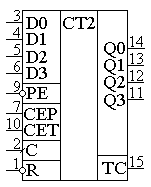 3 D0 CT2
4 D1 Q0 14
5 D2 Q1 13
6 D3 Q2 12
9 PE Q3 11
7 CEP
10 CET
2 C
1 R TC 15